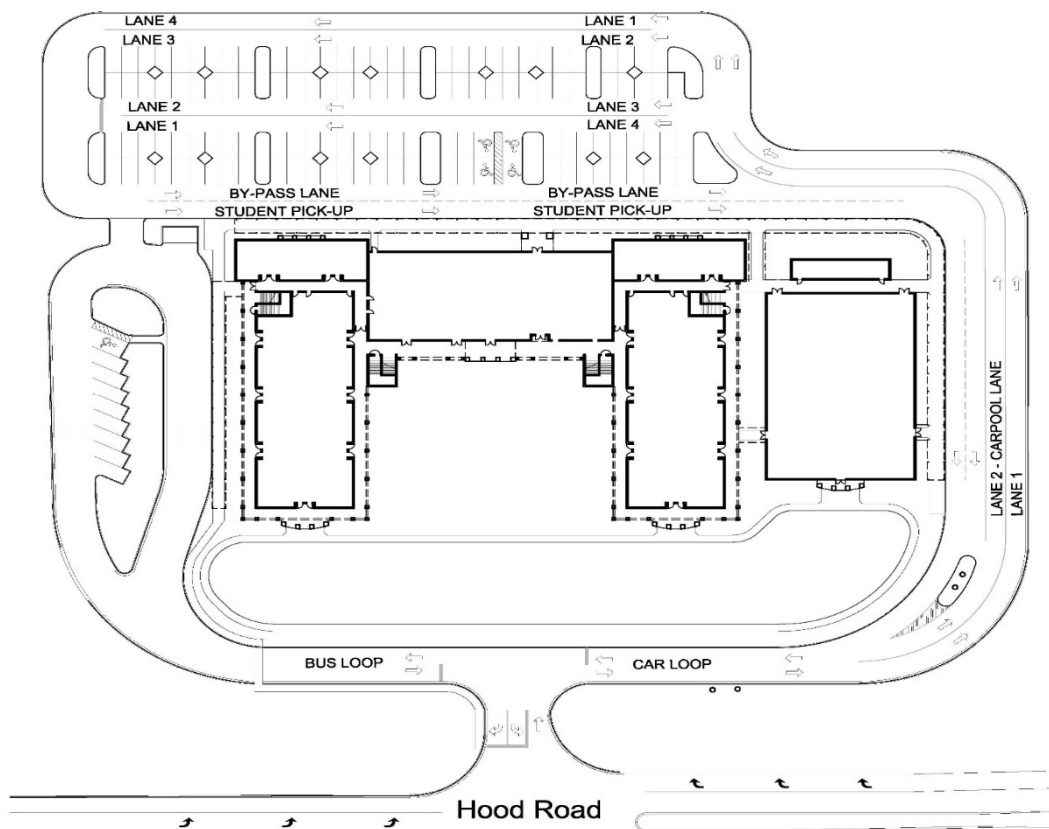 LANE 4
LANE 1
LANE 3
LANE 2
LANE 2
LANE 3
LANE 1
LANE 4
BY-PASS LANE
BY-PASS LANE
STUDENT PICK-UP
STUDENT PICK-UP
LANE 2 - CARPOOL LANE
LANE 1
BUS LOOP
CAR LOOP
Hood Road